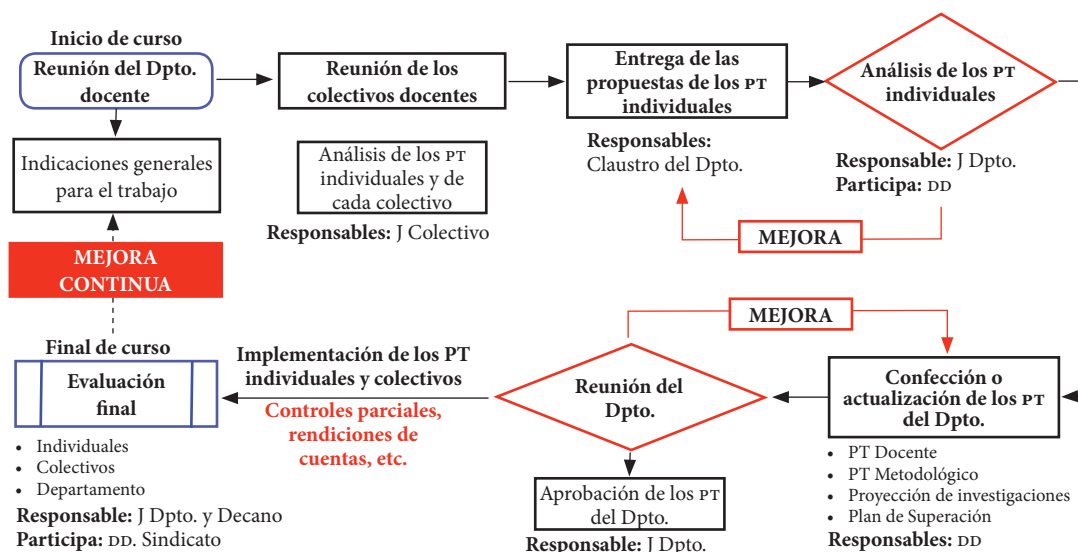 Inicio de curso
Reunión del Dpto.
docente
Indicaciones generales
para el trabajo
MEJORA
CONTINUA
Reunión de los
colectivos docentes
Análisis de los PT
individuales y de
cada colectivo
Responsables: J Colectivo
Entrega de las
propuestas de los PT
individuales
Responsables:
Claustro del Dpto.
Análisis de los PT
individuales
Responsable: J Dpto.
Participa: DD
MEJORA
MEJORA
Confección o
actualización de los PT
del Dpto.
• PT Docente
• PT Metodológico
• Proyección de investigaciones
• Plan de Superación
Responsables: DD
Reunión del
Dpto.
Aprobación de los PT
del Dpto.
Responsable: J Dpto.
Implementación de los PT
individuales y colectivos
Controles parciales,
rendiciones de
cuentas, etc.
Final de curso
Evaluación
final
• Individuales
• Colectivos
• Departamento
Responsable: J Dpto. y Decano
Participa: DD. Sindicato